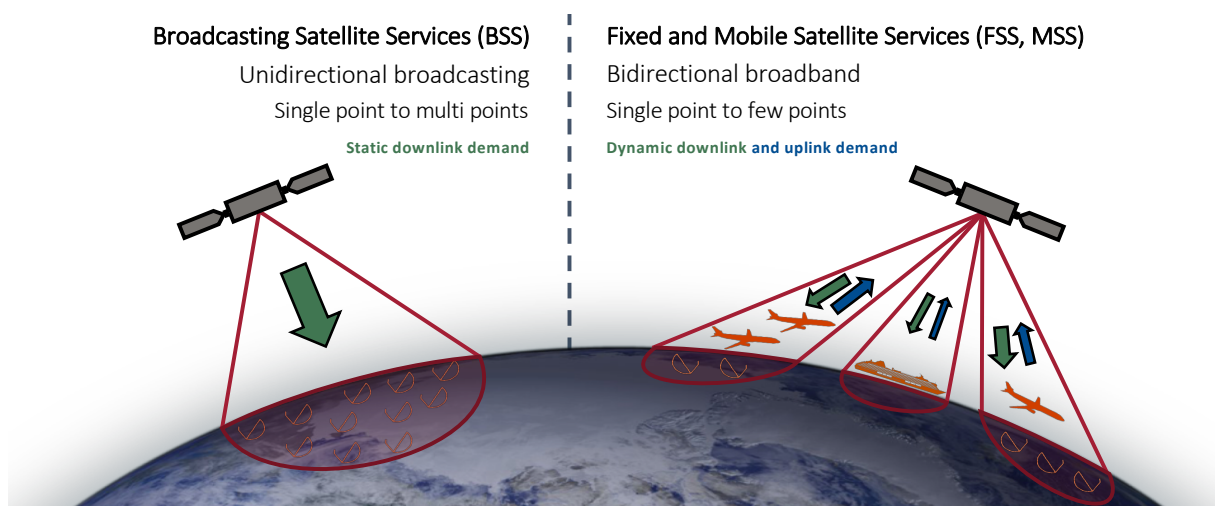 Broadcasting Satellite Services (BSS)
Unidirectional broadcasting
Single point to multi points
Static downlink demand
Fixed and Mobile Satellite Services (FSS, MSS)
Bidirectional broadband
Single point to few points
Dynamic downlink and uplink demand